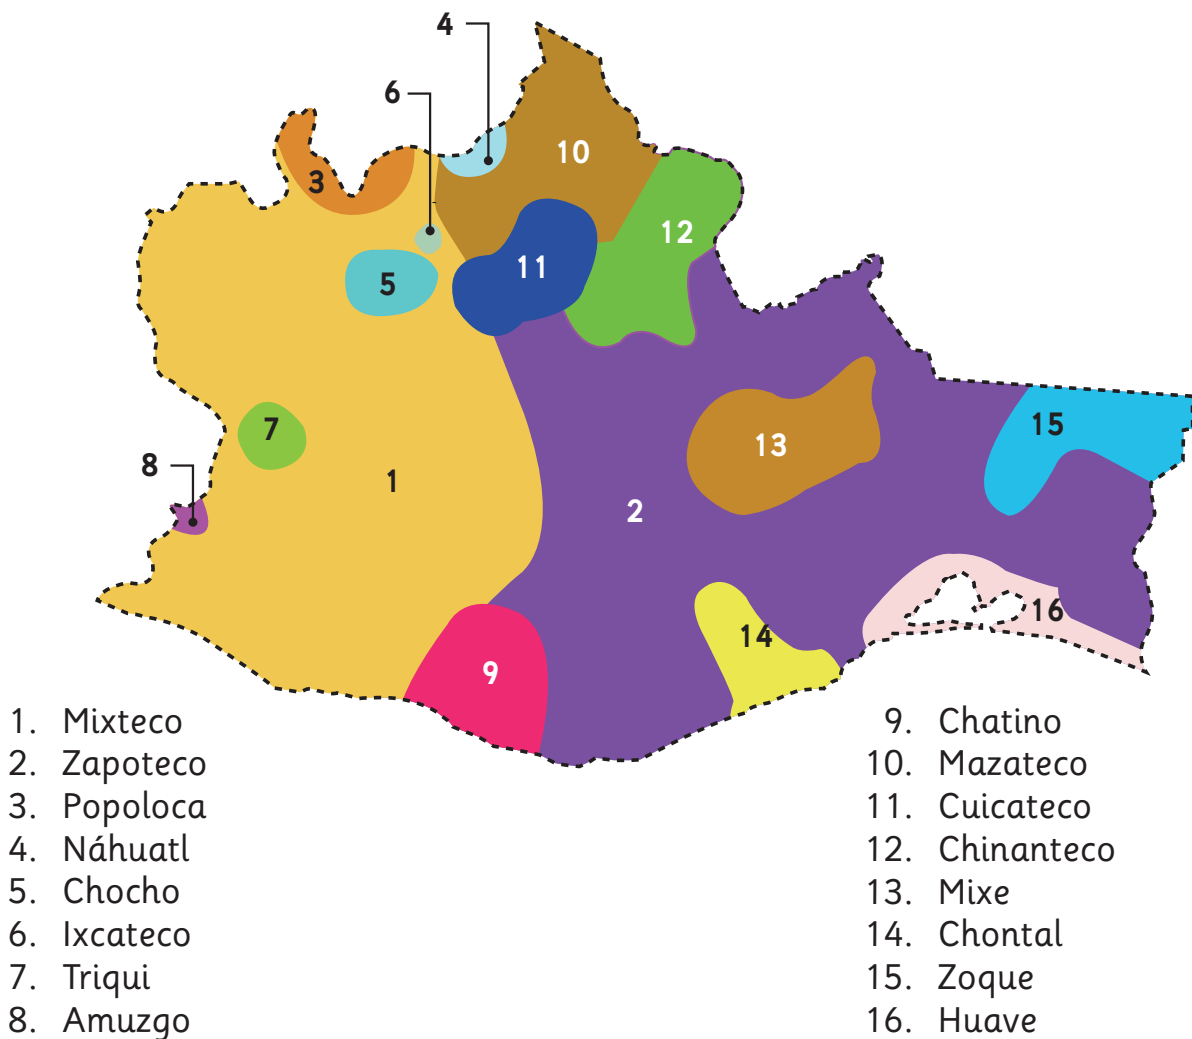 4
6
10
3
12
11
5
15
7
13
8
1
2
16
14
9
1. Mixteco
2. Zapoteco
3. Popoloca
4. Náhuatl
5. Chocho
6. Ixcateco
7. Triqui
8. Amuzgo
9. Chatino
10. Mazateco
11. Cuicateco
12. Chinanteco
13. Mixe
14. Chontal
15. Zoque
16. Huave